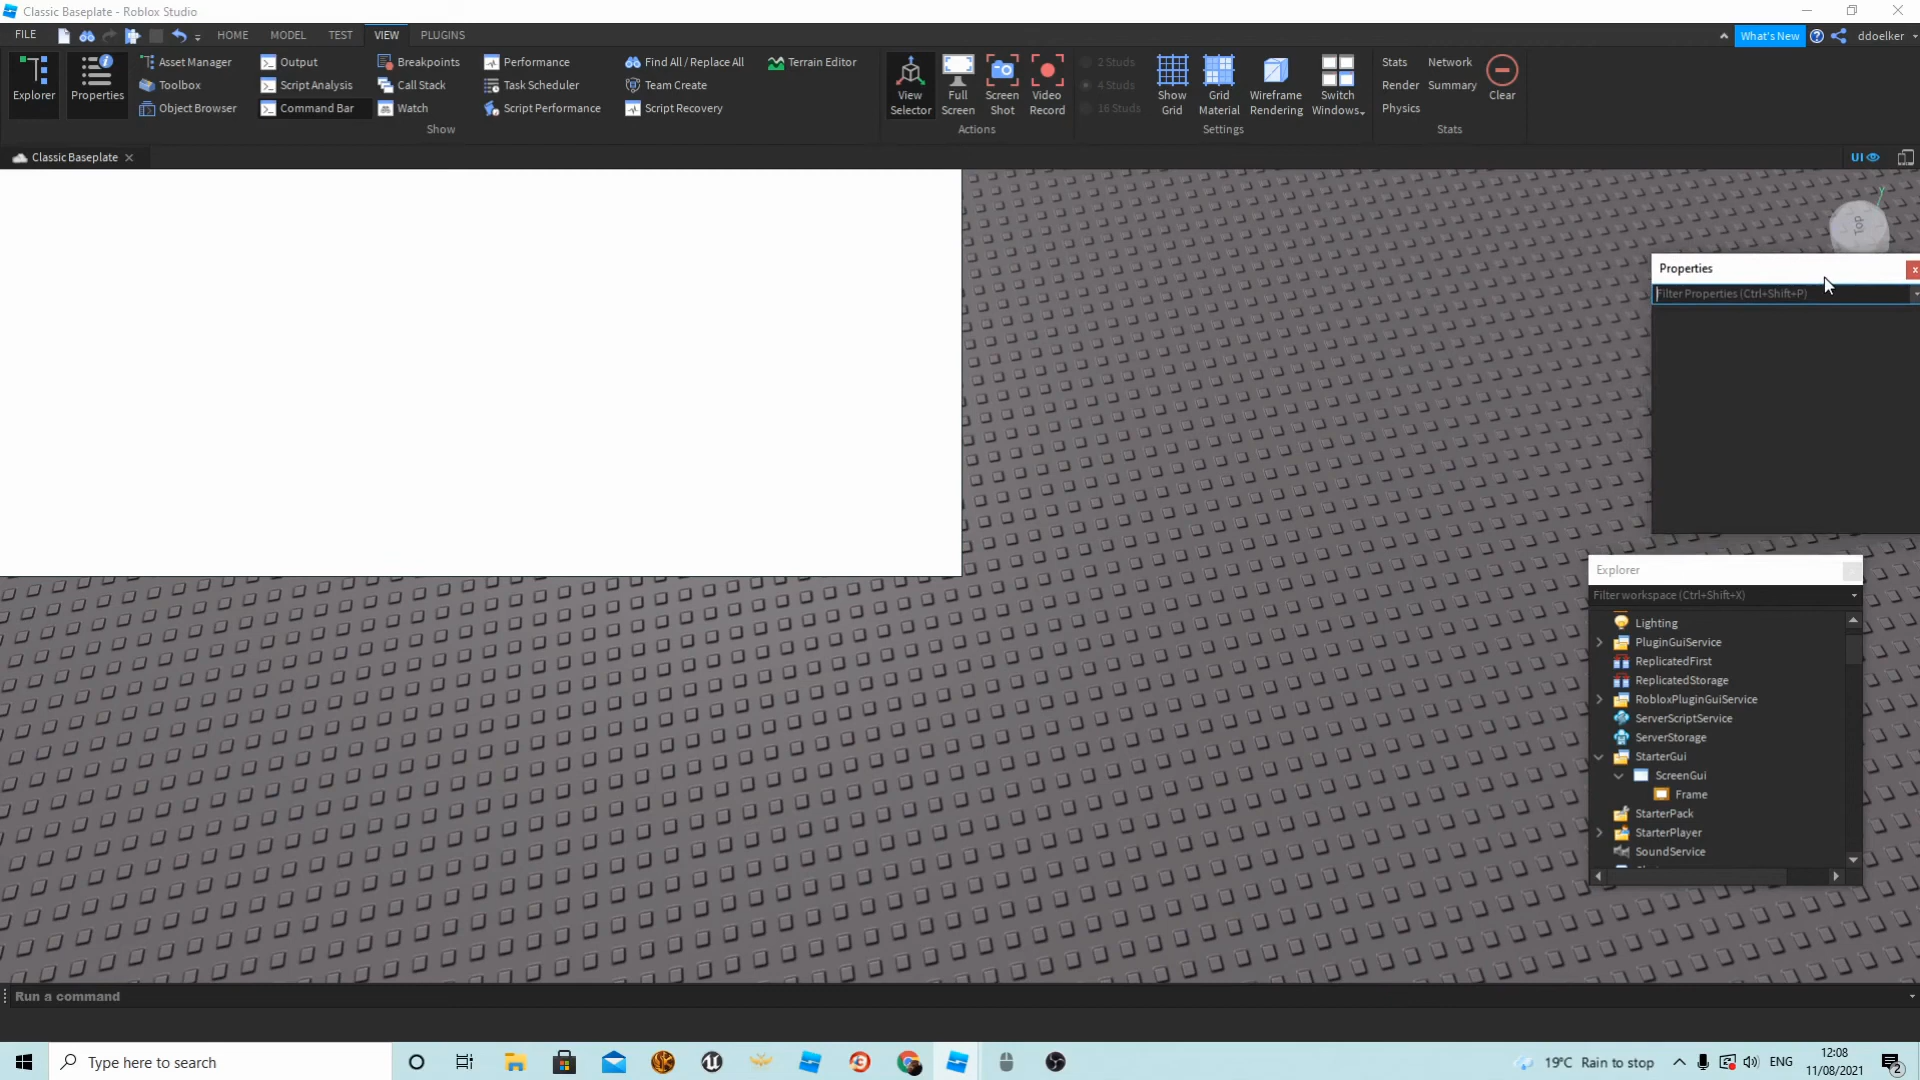 Classic Baseplate - Roblox Studio
FILE HOME MODEL TEST VIEW PLUGINS What's New ddoelker
Explorer
Properties
Asset Manager
Toolbox
Object Browser
Output
Script Analysis
Command Bar
Breakpoints
Call Stack
Watch
Performance
Task Scheduler
Script Performance
Find All / Replace All
Team Create
Script Recovery
Terrain Editor
Show
View
Selector
Full
Screen
Screen
Shot
Video
Record
Actions
2 Studs
4 Studs
16 Studs
Show
Grid
Grid
Material
Wireframe
Rendering
Switch
Windows
Settings
Stats Network
Render Summary
Physics
Clear
Stats
Classic Baseplate
UI
y
Top
Properties
Filter Properties (Ctrl+Shift+P)
Explorer
Filter workspace (Ctrl+Shift+X)
Lighting
PluginGuiService
ReplicatedFirst
ReplicatedStorage
RobloxPluginGuiService
ServerScriptService
ServerStorage
StarterGui
ScreenGui
Frame
StarterPack
StarterPlayer
SoundService
Run a command
Type here to search
19°C Rain to stop
ENG
12:08
11/08/2021
2